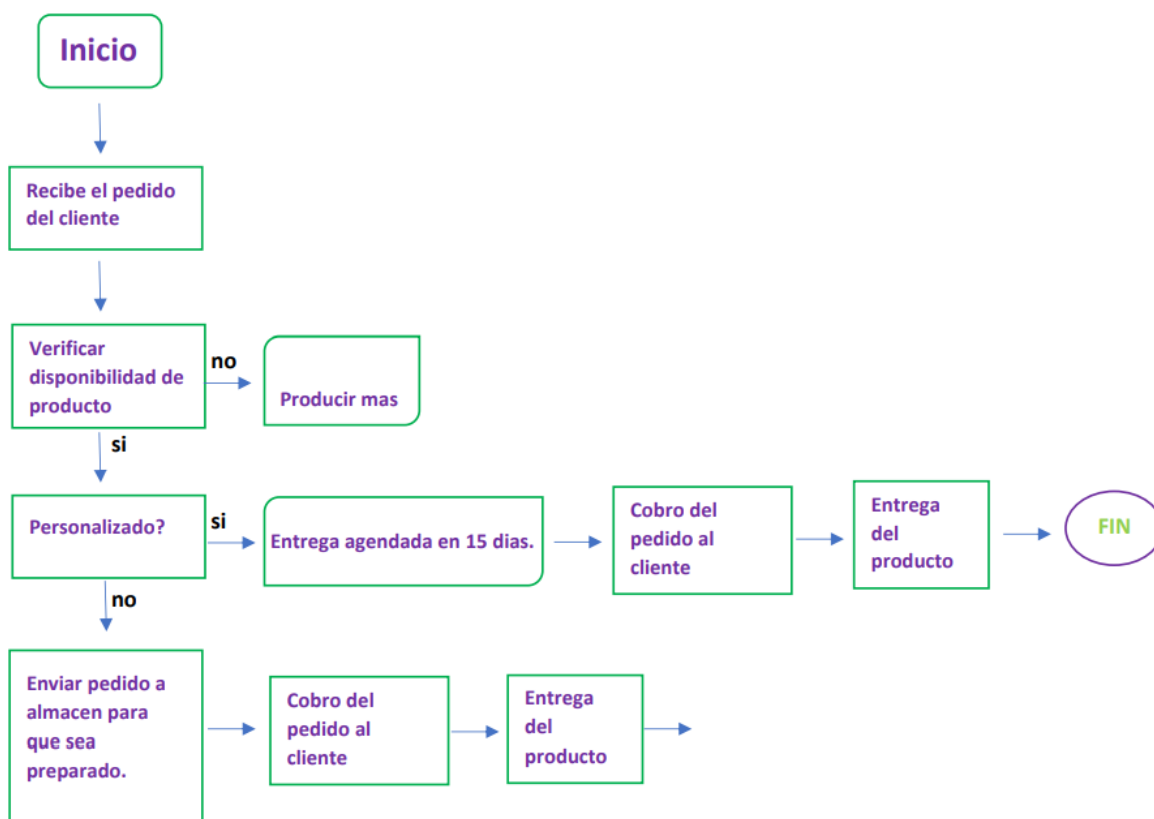 Inicio
Recibe el pedido
del cliente
Verificar
disponibilidad de
producto
no
Producir mas
si
Personalizado?
si
Entrega agendada en 15 dias.
Cobro del
pedido al
cliente
Entrega
del
producto
FIN
no
Enviar pedido a
almacen para
que sea
preparado.
Cobro del
pedido al
cliente
Entrega
del
producto